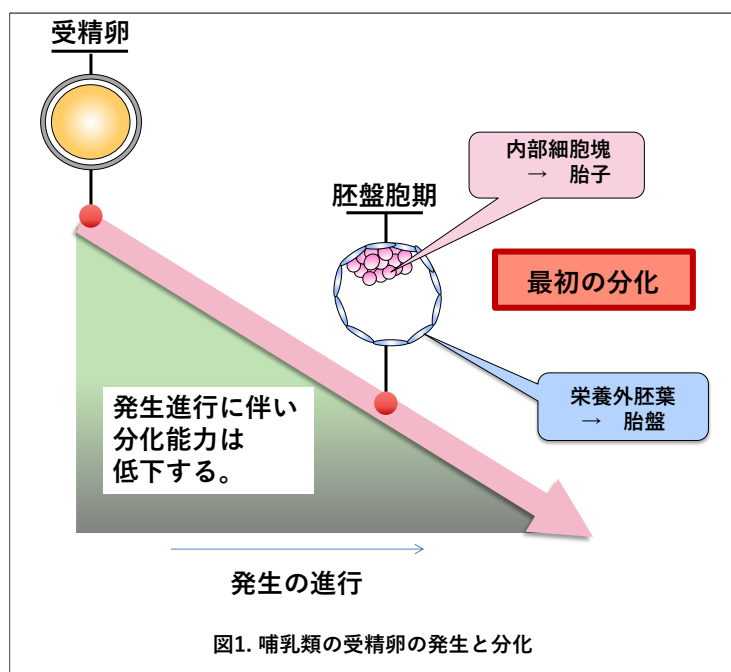 受精卵
内部細胞塊
→ 胎子
胚盤胞期
最初の分化
栄養外胚葉
→ 胎盤
発生進行に伴い
分化能力は
低下する。
発生の進行
図1. 哺乳類の受精卵の発生と分化